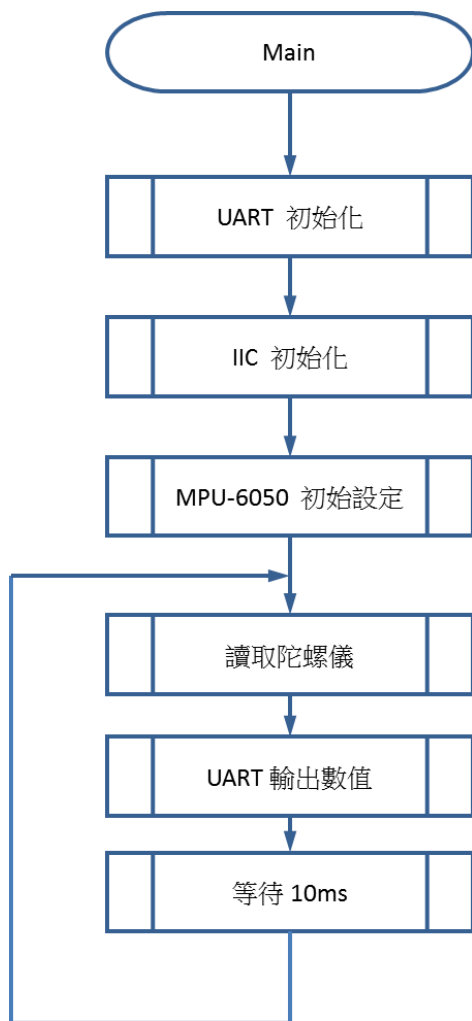 Main
UART 初始化
IIC 初始化
MPU-6050 初始設定
讀取陀螺儀
UART 輸出數值
等待 10ms